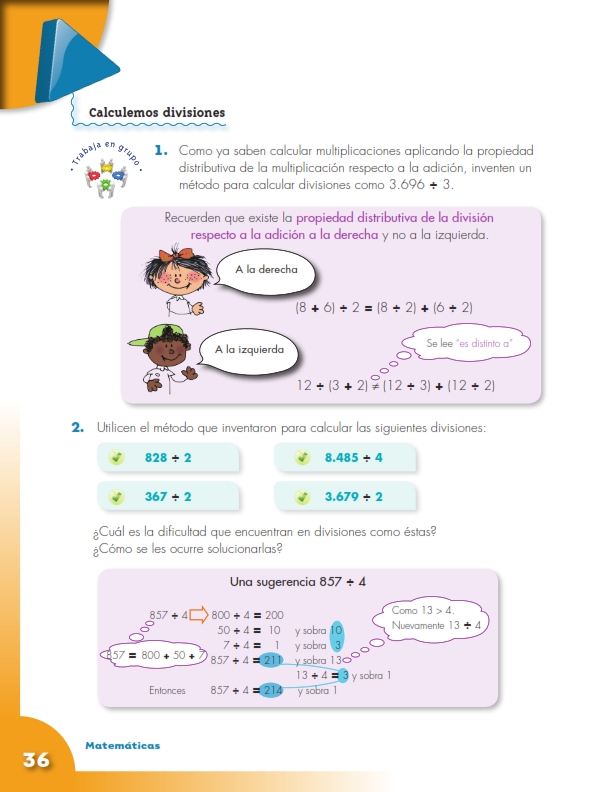 Calculemos divisiones
• Trabaja en grupo •
1. Como ya saben calcular multiplicaciones aplicando la propiedad
distributiva de la multiplicación respecto a la adición, inventen un
método para calcular divisiones como 3.696 ÷ 3.
Recuerden que existe la propiedad distributiva de la división
respecto a la adición a la derecha y no a la izquierda.
A la derecha
(8 + 6) ÷ 2 = (8 ÷ 2) + (6 ÷ 2)
A la izquierda
Se lee "es distinto a"
12 ÷ (3 + 2) ≠ (12 ÷ 3) + (12 ÷ 2)
2. Utilicen el método que inventaron para calcular las siguientes divisiones:
828 ÷ 2
8.485 ÷ 4
367 ÷ 2
3.679 ÷ 2
¿Cuál es la dificultad que encuentran en divisiones como éstas?
¿Cómo se les ocurre solucionarlas?
Una sugerencia 857 ÷ 4
857 ÷ 4 800 ÷ 4 = 200
50 ÷ 4 = 10 y sobra 10
7 ÷ 4 = 1 y sobra 3
857 ÷ 4 = 211 y sobra 13
13 ÷ 4 = 3 y sobra 1
Entonces 857 ÷ 4 = 214 y sobra 1
857 = 800 + 50 + 7
Como 13 > 4.
Nuevamente 13 ÷ 4
Matemáticas
36